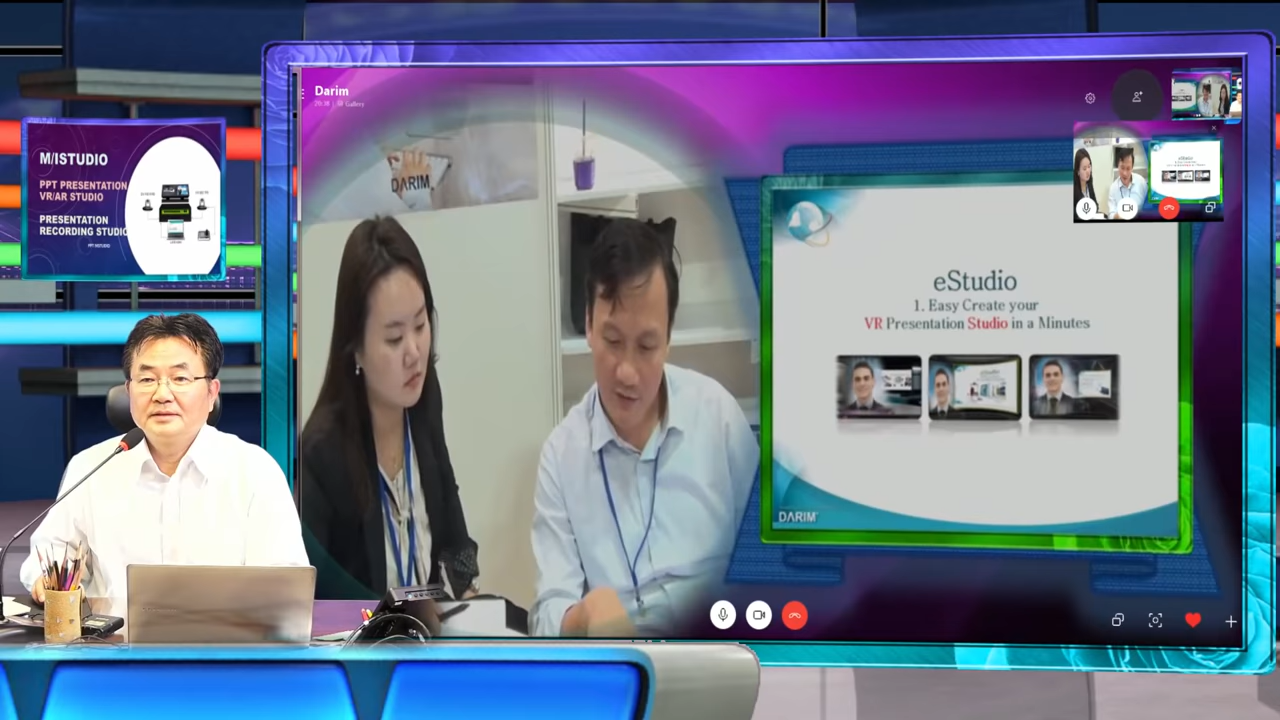 M/ISTUDIO
PPT PRESENTATION
VR/AR STUDIO
PRESENTATION
RECORDING STUDIO
Darim
Gallery
DARIM
eStudio
1. Easy Create your
VR Presentation Studio in a Minutes
DARIM